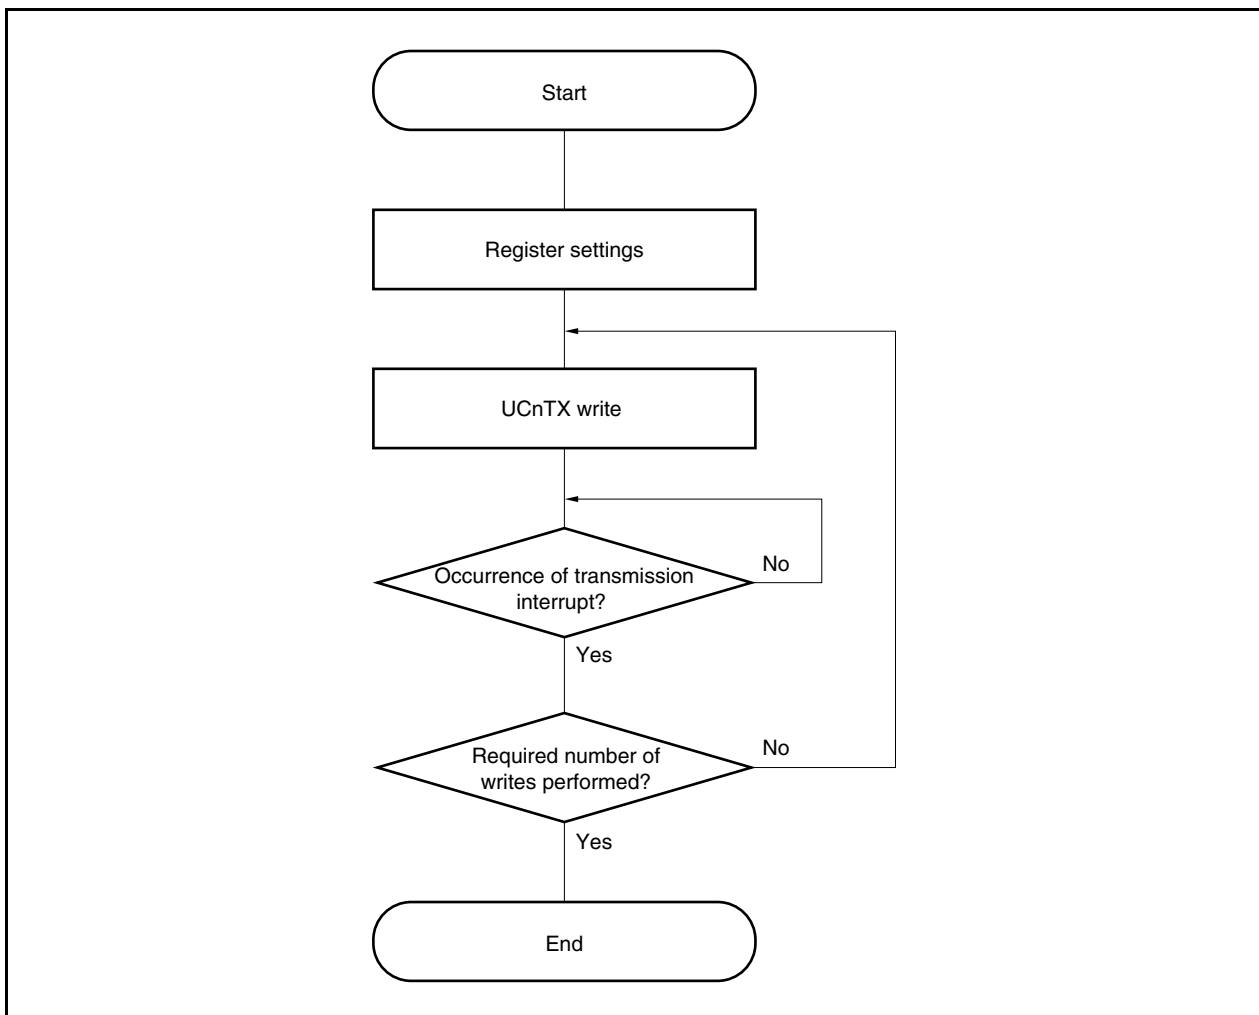 Start
Register settings
UCnTX write
No
Occurrence of transmission
interrupt?
Yes
No
Required number of
writes performed?
Yes
End